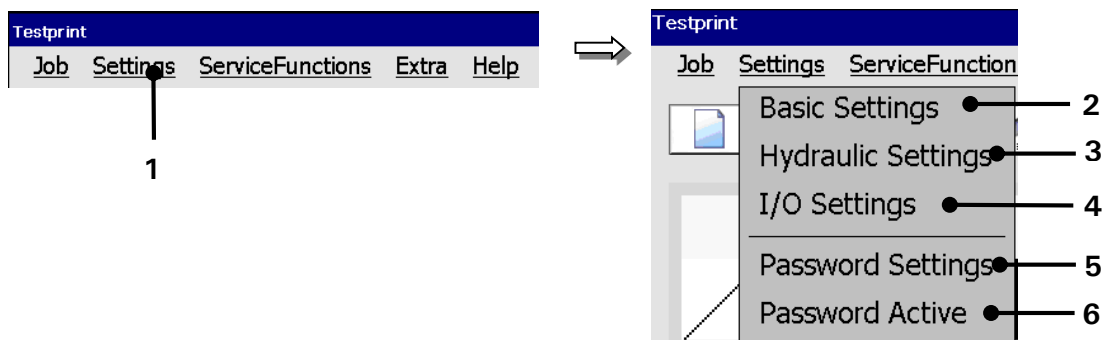 Testprint
Job Settings ServiceFunctions Extra Help
1
Testprint
Job Settings ServiceFunction
Basic Settings 2
Hydraulic Settings 3
I/O Settings 4
Password Settings 5
Password Active 6